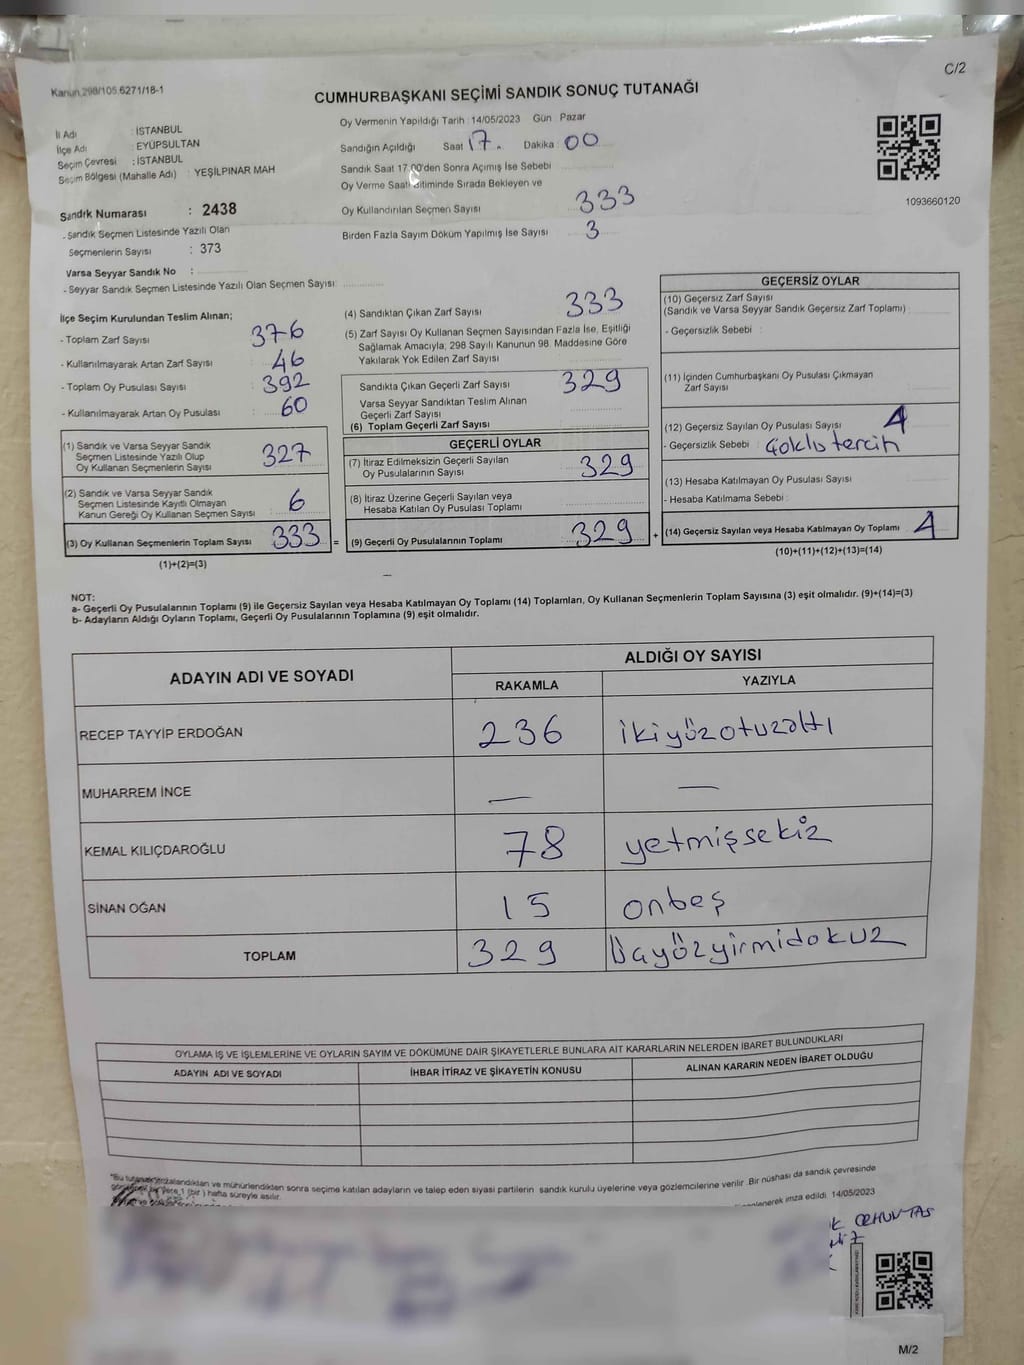 C/2
Kanun 298/105.6271/18-1
CUMHURBAŞKANI SEÇİMİ SANDIK SONUÇ TUTANAĞI
İl Adı : İSTANBUL
İlçe Adı : EYÜPSULTAN
Seçim Çevresi : İSTANBUL
Seçim Bölgesi (Mahalle Adı) : YEŞİLPINAR MAH
Sandık Numarası : 2438
- Sandık Seçmen Listesinde Yazılı Olan
Seçmenlerin Sayısı : 373
Varsa Seyyar Sandık No :
- Seyyar Sandık Seçmen Listesinde Yazılı Olan Seçmen Sayısı:
Oy Vermenin Yapıldığı Tarih : 14/05/2023 Gün : Pazar
Sandığın Açıldığı Saat 17. Dakika : 00
Sandık Saat 17.00'den Sonra Açılmış İse Sebebi
Oy Verme Saati Bitiminde Sırada Bekleyen ve
Oy Kullandırılan Seçmen Sayısı 333
Birden Fazla Sayım Döküm Yapılmış İse Sayısı 3
1093660120
İlçe Seçim Kurulundan Teslim Alınan;
- Toplam Zarf Sayısı 376
- Kullanılmayarak Artan Zarf Sayısı : 46
- Toplam Oy Pusulası Sayısı : 392
- Kullanılmayarak Artan Oy Pusulası : 60
(1) Sandık ve Varsa Seyyar Sandık
Seçmen Listesinde Yazılı Olup
Oy Kullanan Seçmenlerin Sayısı 327
(2) Sandık ve Varsa Seyyar Sandık
Seçmen Listesinde Kayıtlı Olmayan
Kanun Gereği Oy Kullanan Seçmen Sayısı 6
(3) Oy Kullanan Seçmenlerin Toplam Sayısı 333 =
(1)+(2)=(3)
(4) Sandıktan Çıkan Zarf Sayısı 333
(5) Zarf Sayısı Oy Kullanan Seçmen Sayısından Fazla İse, Eşitliği
Sağlamak Amacıyla; 298 Sayılı Kanunun 98. Maddesine Göre
Yakılarak Yok Edilen Zarf Sayısı
Sandıkta Çıkan Geçerli Zarf Sayısı 329
Varsa Seyyar Sandıktan Teslim Alınan
Geçerli Zarf Sayısı
(6) Toplam Geçerli Zarf Sayısı
GEÇERLİ OYLAR
(7) İtiraz Edilmeksizin Geçerli Sayılan
Oy Pusulalarının Sayısı 329
(8) İtiraz Üzerine Geçerli Sayılan veya
Hesaba Katılan Oy Pusulası Toplamı
(9) Geçerli Oy Pusulalarının Toplamı 329 +
GEÇERSİZ OYLAR
(10) Geçersiz Zarf Sayısı
(Sandık ve Varsa Seyyar Sandık Geçersiz Zarf Toplamı)
- Geçersizlik Sebebi :
(11) İçinden Cumhurbaşkanı Oy Pusulası Çıkmayan
Zarf Sayısı
(12) Geçersiz Sayılan Oy Pusulası Sayısı 4
- Geçersizlik Sebebi : çoklu tercih
(13) Hesaba Katılmayan Oy Pusulası Sayısı
- Hesaba Katılmama Sebebi :
(14) Geçersiz Sayılan veya Hesaba Katılmayan Oy Toplamı 4
(10)+(11)+(12)+(13)=(14)
NOT:
a- Geçerli Oy Pusulalarının Toplamı (9) ile Geçersiz Sayılan veya Hesaba Katılmayan Oy Toplamı (14) Toplamları, Oy Kullanan Seçmenlerin Toplam Sayısına (3) eşit olmalıdır. (9)+(14)=(3)
b- Adayların Aldığı Oyların Toplamı, Geçerli Oy Pusulalarının Toplamına (9) eşit olmalıdır.
ADAYIN ADI VE SOYADI
ALDIĞI OY SAYISI
RAKAMLA YAZIYLA
RECEP TAYYİP ERDOĞAN 236 ikiyüzotuzaltı
MUHARREM İNCE — —
KEMAL KILIÇDAROĞLU 78 yetmişsekiz
SİNAN OĞAN 15 onbeş
TOPLAM 329 Üçyüzyirmidokuz
OYLAMA İŞ VE İŞLEMLERİNE VE OYLARIN SAYIM VE DÖKÜMÜNE DAİR ŞİKAYETLERLE BUNLARA AİT KARARLARIN NELERDEN İBARET BULUNDUKLARI
ADAYIN ADI VE SOYADI İHBAR İTİRAZ VE ŞİKAYETİN KONUSU ALINAN KARARIN NEDEN İBARET OLDUĞU
"Bu tutanak imzalandıktan ve mühürlendikten sonra seçime katılan adayların ve talep eden siyasi partilerin sandık kurulu üyelerine veya gözlemcilerine verilir. Bir nüshası da sandık çevresinde
yere 1 (bir) hafta süreyle asılır.
imza edildi 14/05/2023
M/2